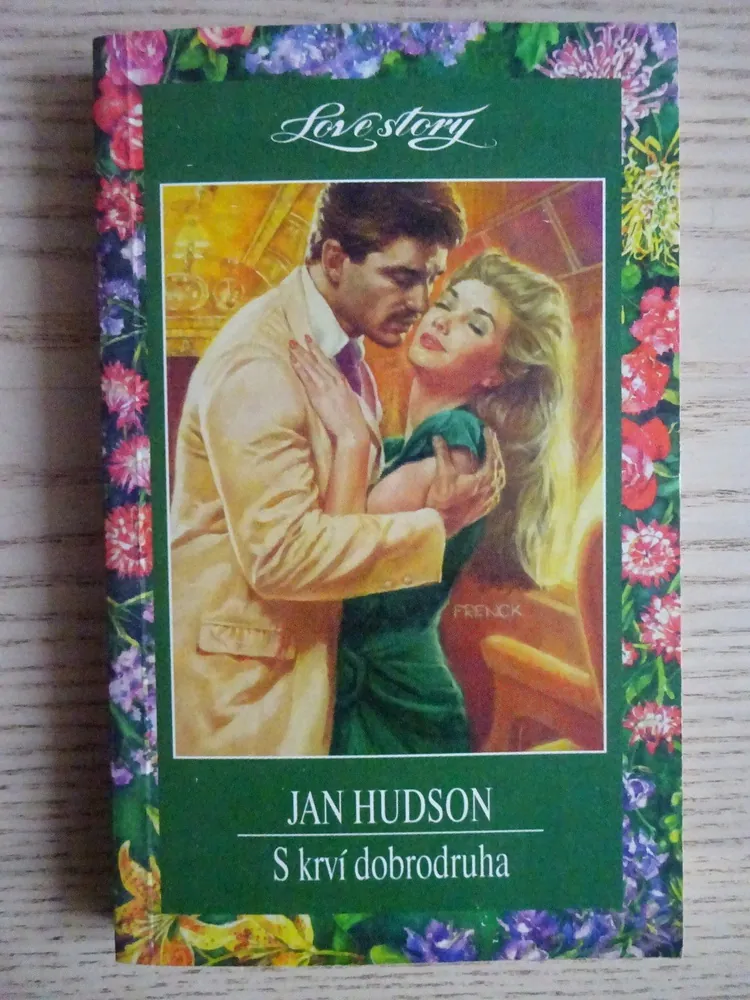 Love story
FRENCK
JAN HUDSON
S krví dobrodruha